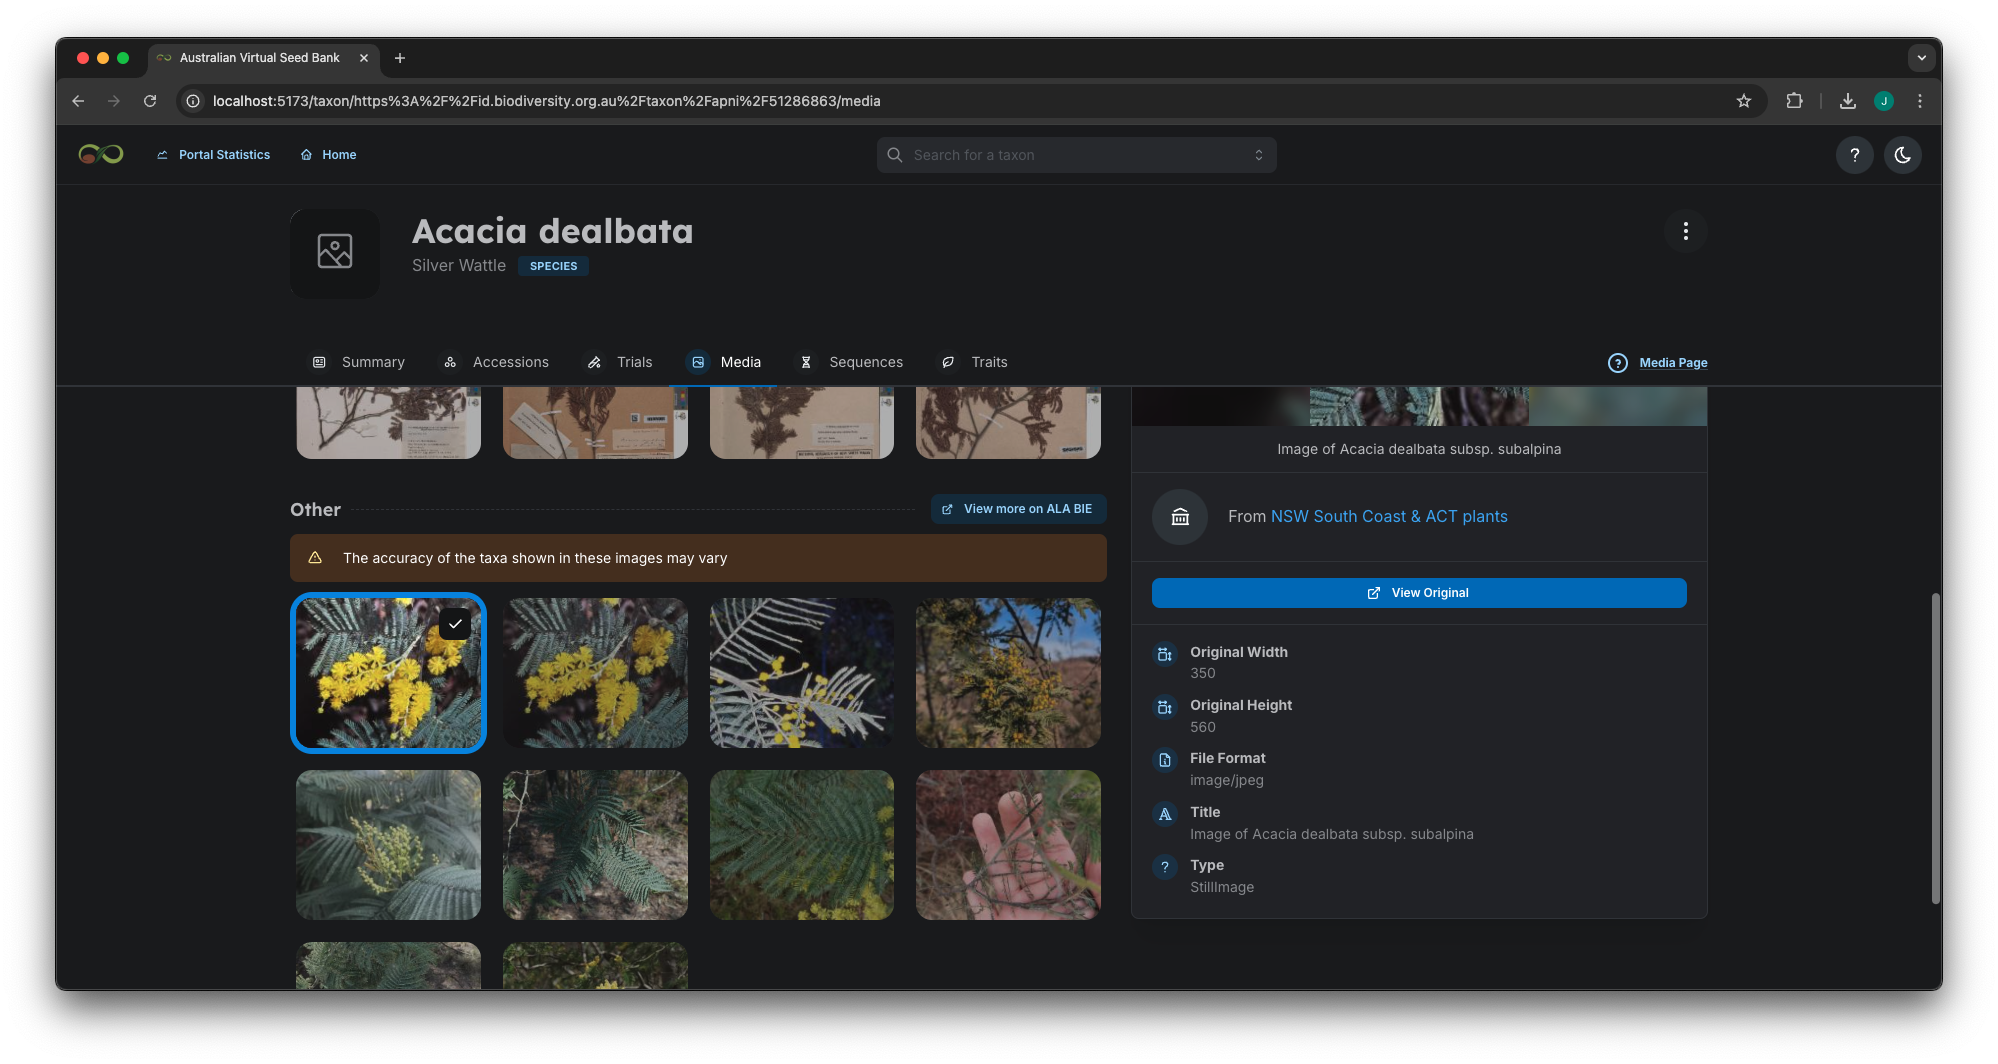 Australian Virtual Seed Bank
localhost:5173/taxon/https%3A%2F%2Fid.biodiversity.org.au%2Ftaxon%2Fapni%2F51286863/media
J
Portal Statistics
Home
Search for a taxon
?
Acacia dealbata
Silver Wattle
SPECIES
Summary
Accessions
Trials
Media
Sequences
Traits
? Media Page
Image of Acacia dealbata subsp. subalpina
Other
View more on ALA BIE
From NSW South Coast & ACT plants
The accuracy of the taxa shown in these images may vary
View Original
Original Width
350
Original Height
560
File Format
image/jpeg
Title
Image of Acacia dealbata subsp. subalpina
? Type
StillImage